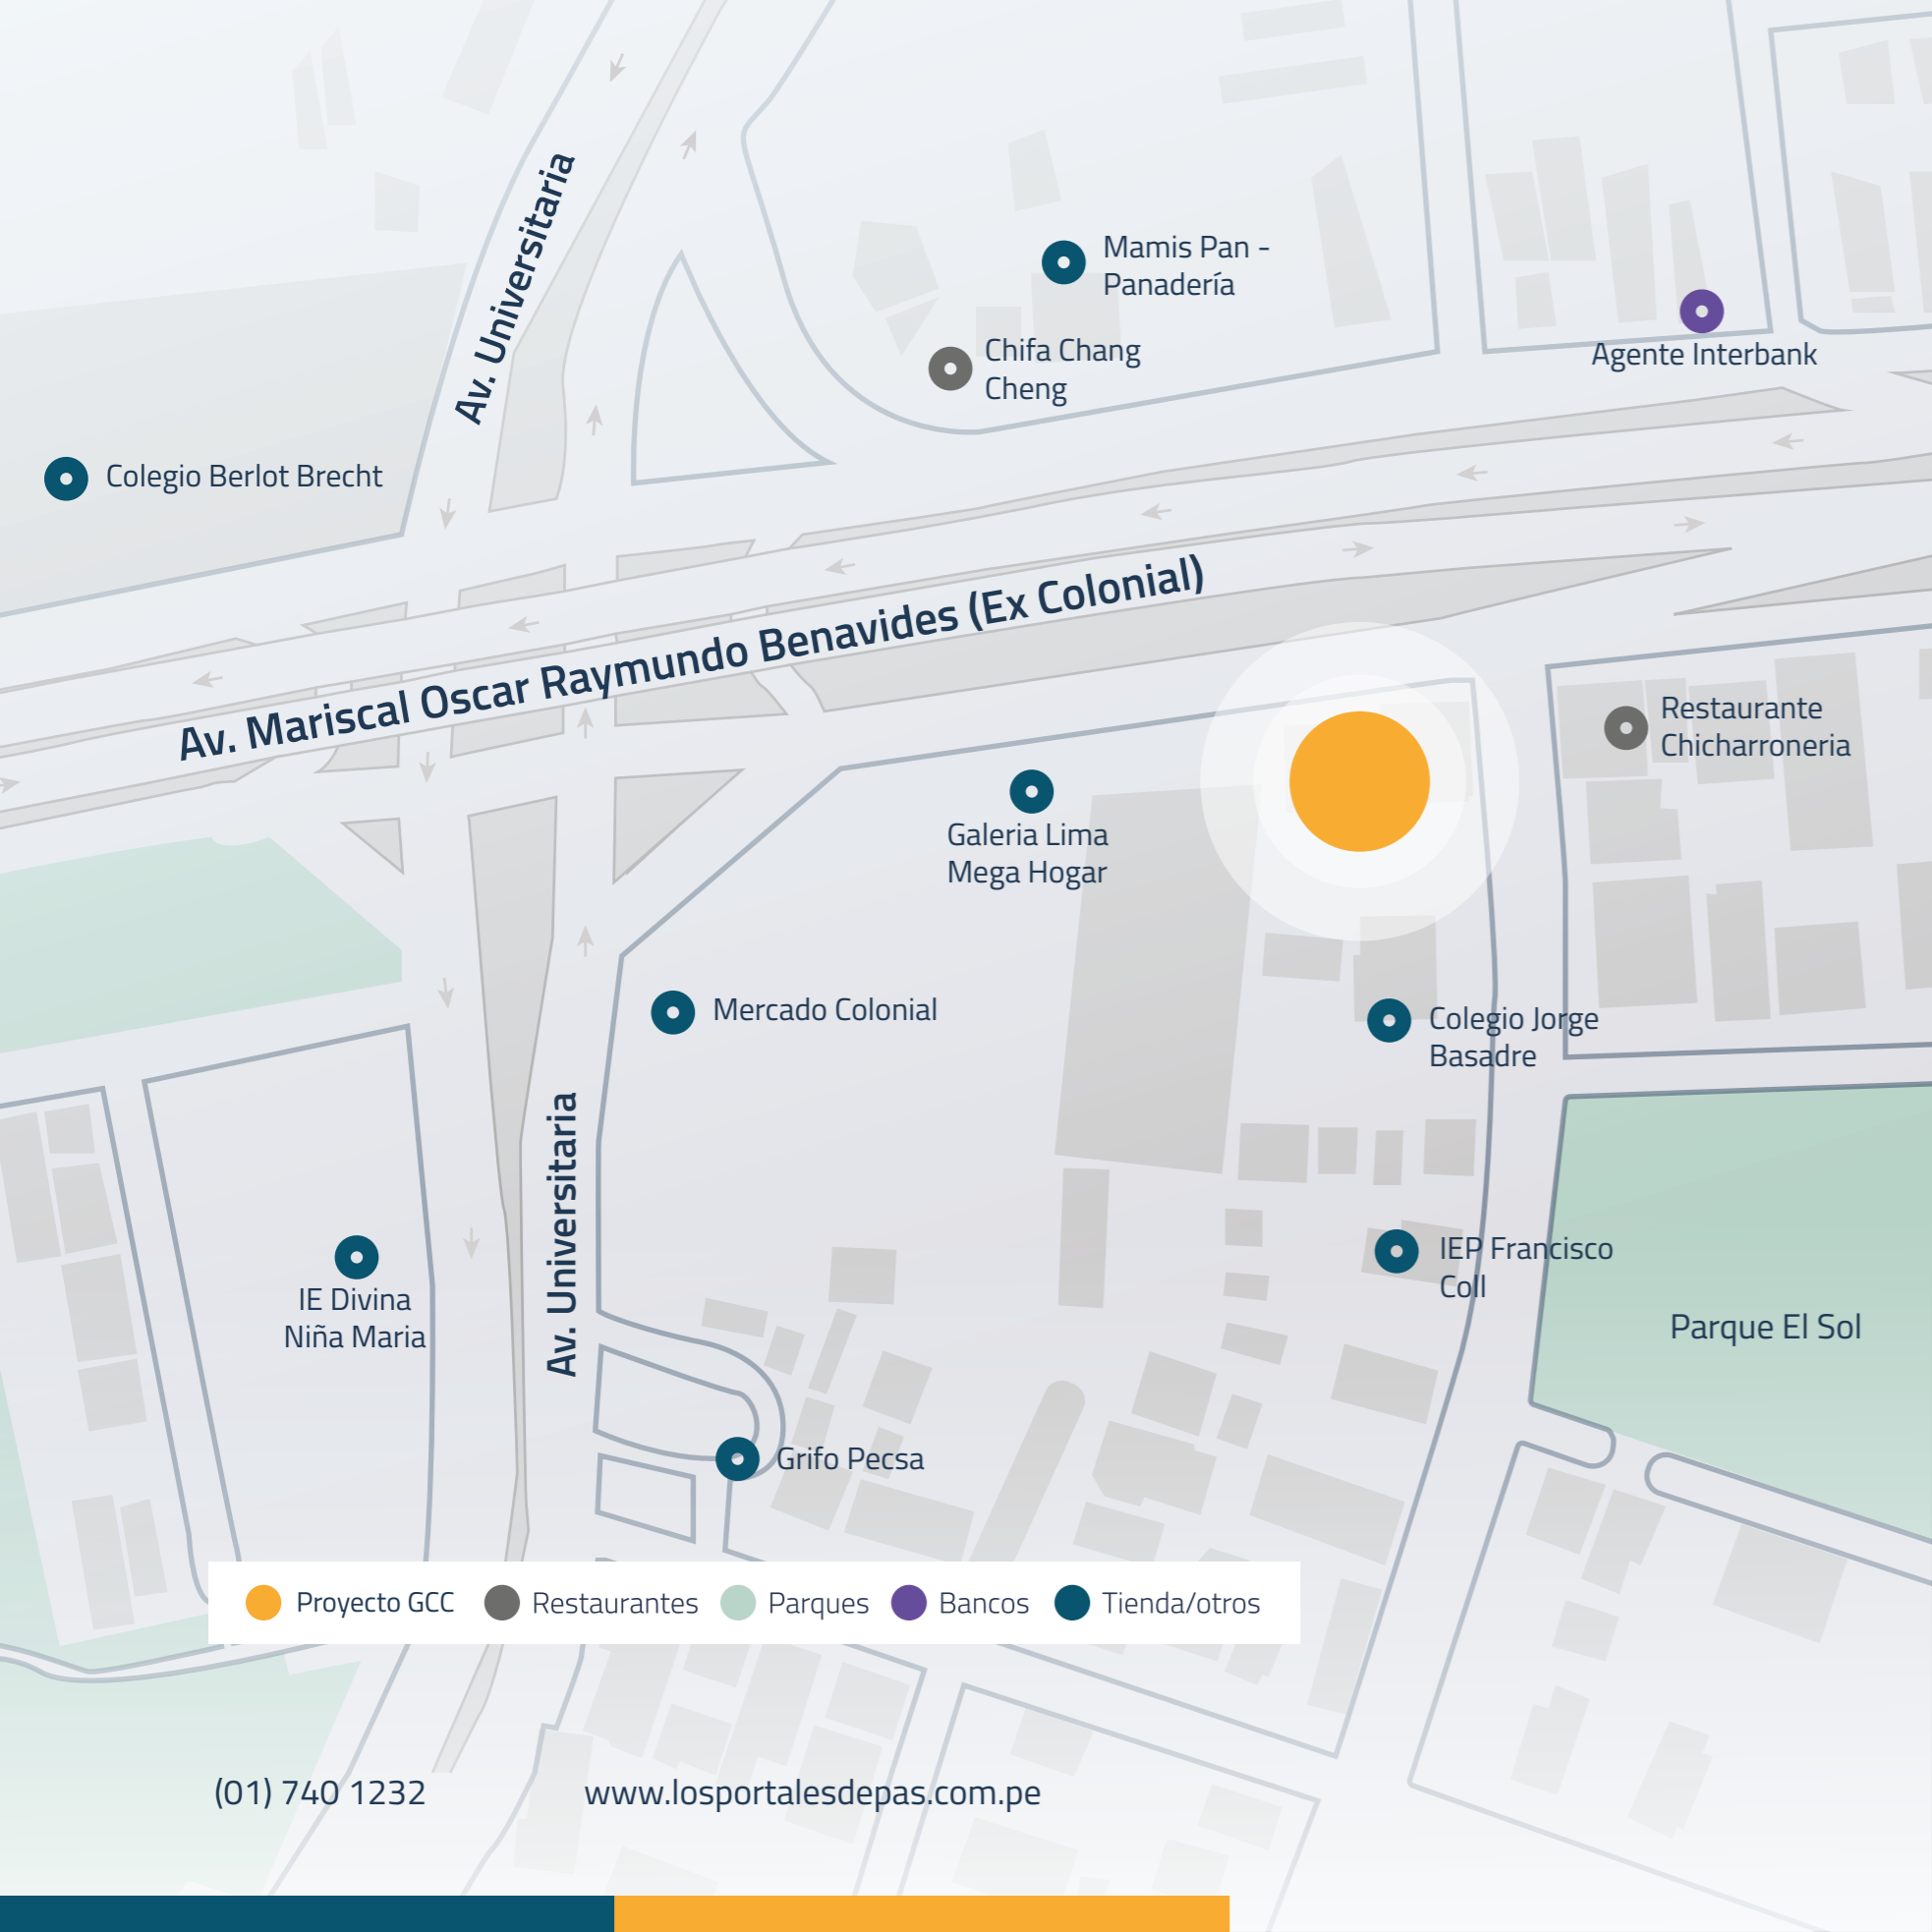 Av. Universitaria
Mamis Pan -
Panadería
Chifa Chang
Cheng
Agente Interbank
Colegio Berlot Brecht
Av. Mariscal Oscar Raymundo Benavides (Ex Colonial)
Restaurante
Chicharroneria
Galeria Lima
Mega Hogar
Mercado Colonial
Colegio Jorge
Basadre
Av. Universitaria
IE Divina
Niña Maria
IEP Francisco
Coll
Parque El Sol
Grifo Pecsa
Proyecto GCC Restaurantes Parques Bancos Tienda/otros
(01) 740 1232 www.losportalesdepas.com.pe